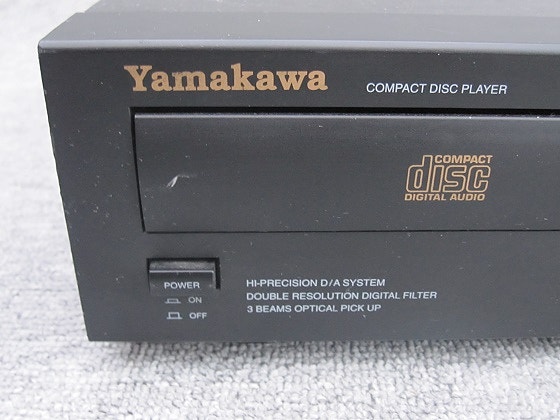 Yamakawa
COMPACT DISC PLAYER
COMPACT
disc
DIGITAL AUDIO
POWER
ON
OFF
HI-PRECISION D/A SYSTEM
DOUBLE RESOLUTION DIGITAL FILTER
3 BEAMS OPTICAL PICK UP